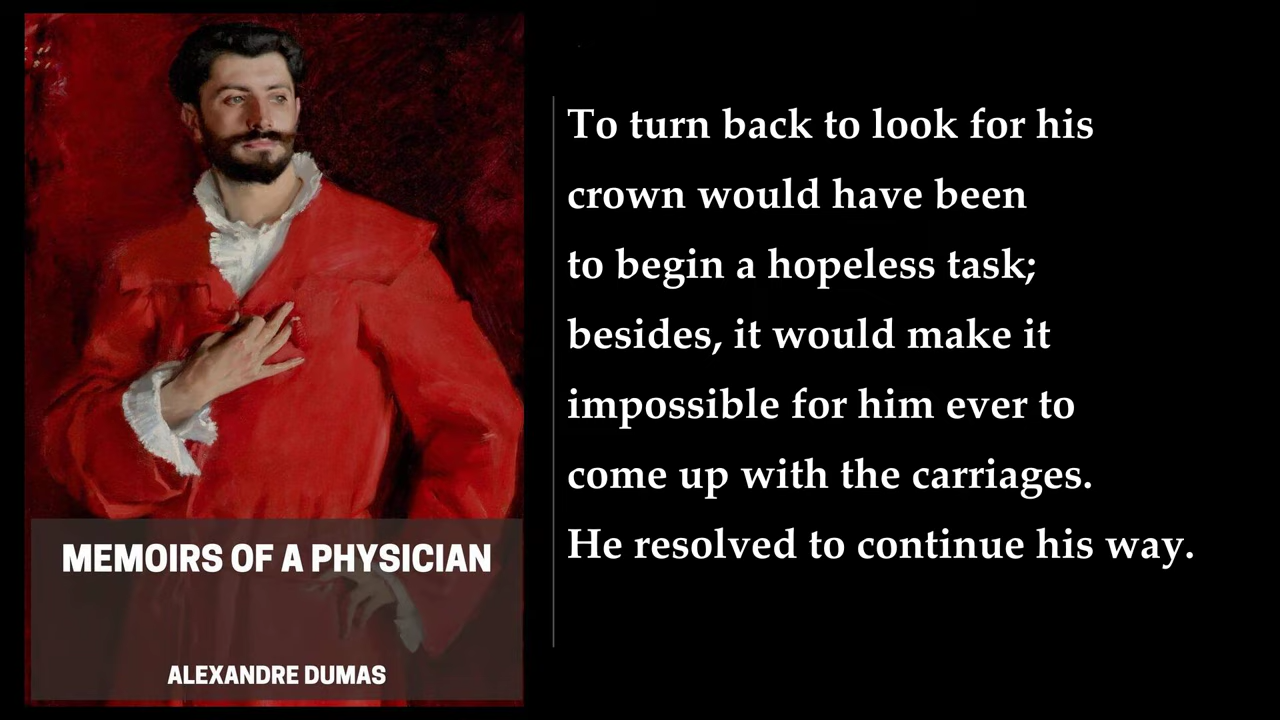 MEMOIRS OF A PHYSICIAN
ALEXANDRE DUMAS
To turn back to look for his
crown would have been
to begin a hopeless task;
besides, it would make it
impossible for him ever to
come up with the carriages.
He resolved to continue his way.